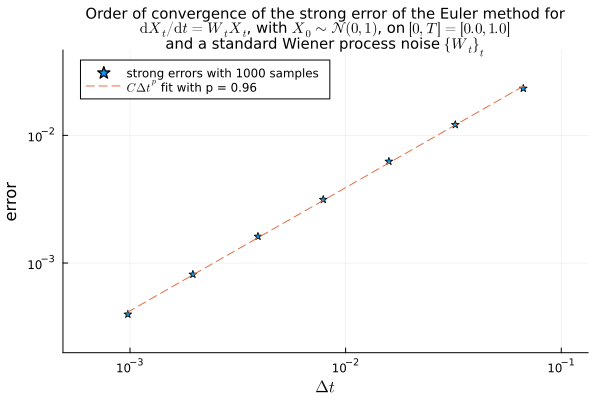 Order of convergence of the strong error of the Euler method for
dX_t/dt = W_t X_t, with X_0 ∼ 𝒩(0, 1), on [0, T] = [0.0, 1.0]
and a standard Wiener process noise {W_t}_t
strong errors with 1000 samples
CΔt^p fit with p = 0.96
error
10^-2
10^-3
10^-3
10^-2
10^-1
Δt